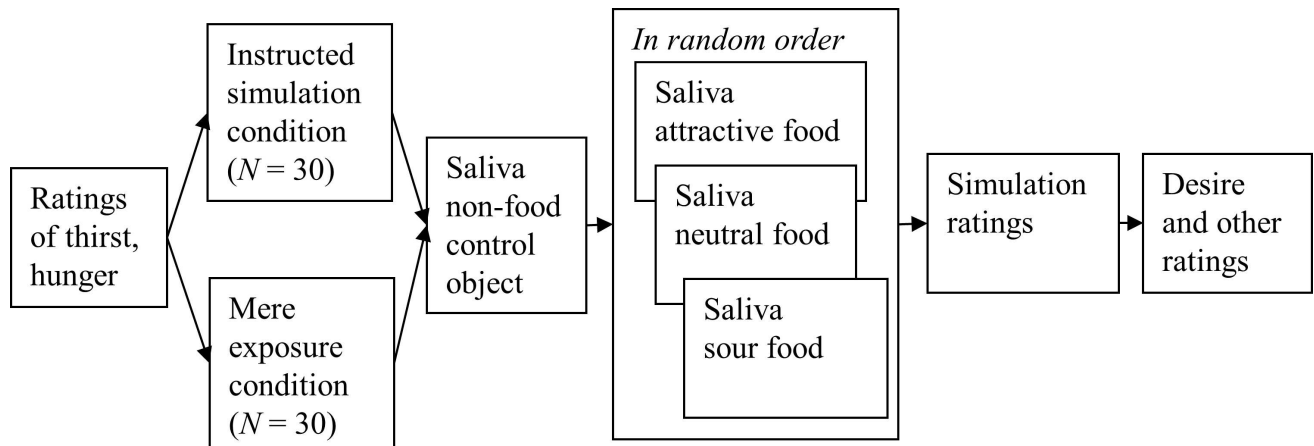 Ratings
of thirst,
hunger
Instructed
simulation
condition
(N = 30)
Mere
exposure
condition
(N = 30)
Saliva
non-food
control
object
In random order
Saliva
attractive food
Saliva
neutral food
Saliva
sour food
Simulation
ratings
Desire
and other
ratings